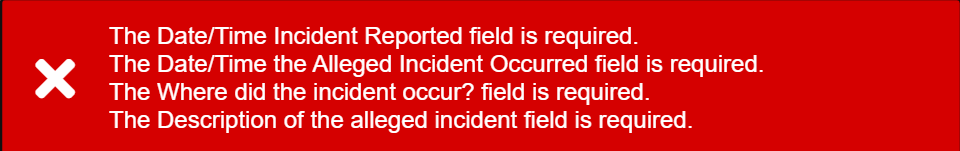 The Date/Time Incident Reported field is required.
The Date/Time the Alleged Incident Occurred field is required.
The Where did the incident occur? field is required.
The Description of the alleged incident field is required.